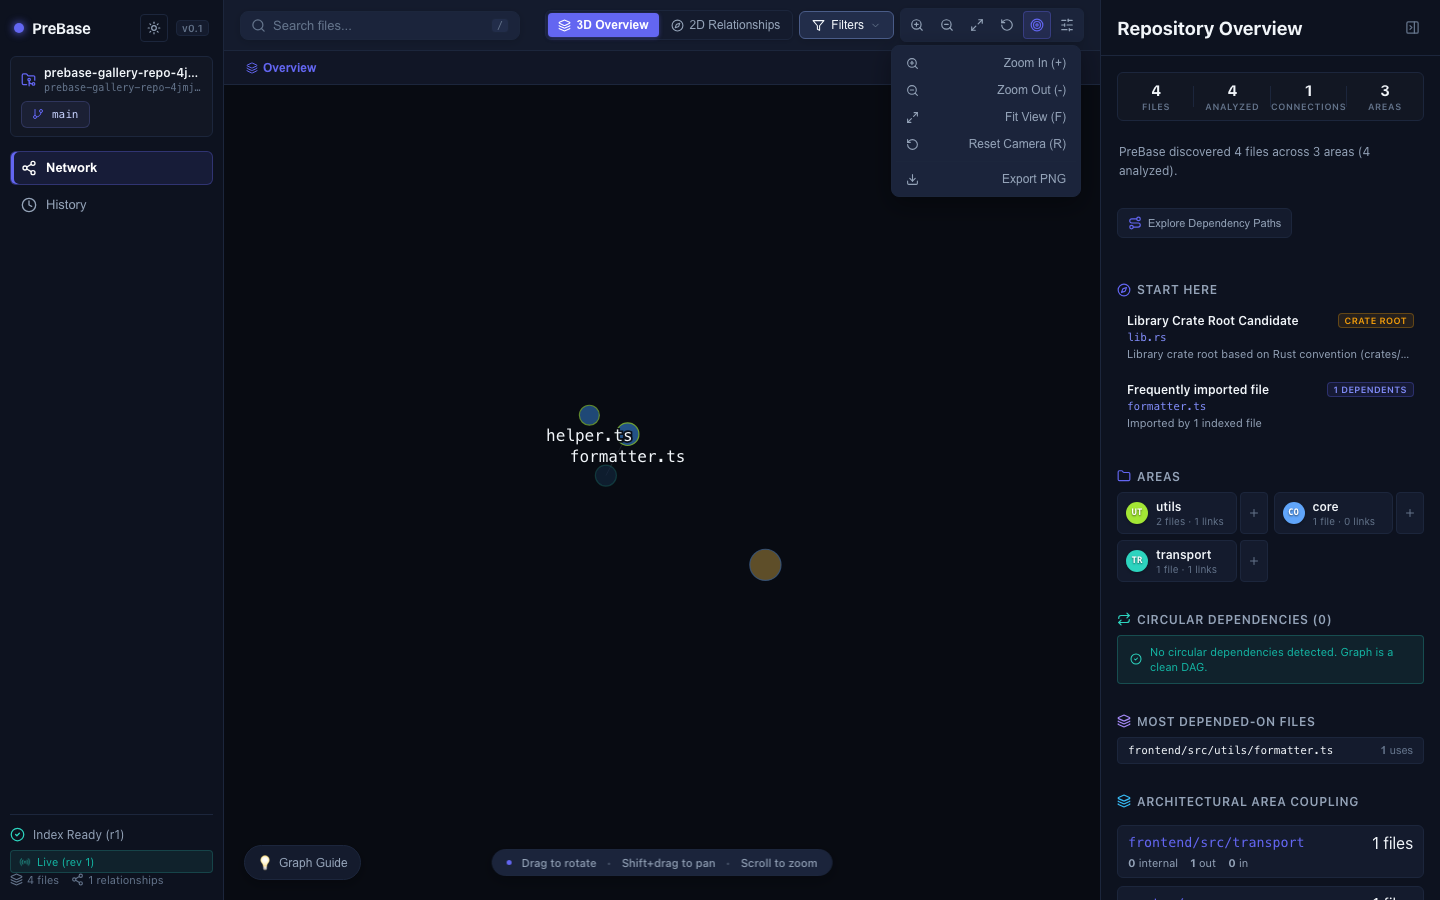 PreBase
v0.1
prebase-gallery-repo-4j...
prebase-gallery-repo-4jmj...
main
Network
History
Index Ready (r1)
Live (rev 1)
4 files
1 relationships
Search files...
/
3D Overview
2D Relationships
Filters
Overview
Zoom In (+)
Zoom Out (-)
Fit View (F)
Reset Camera (R)
Export PNG
helper.ts
formatter.ts
Graph Guide
Drag to rotate · Shift+drag to pan · Scroll to zoom
Repository Overview
4 4 1 3
FILES ANALYZED CONNECTIONS AREAS
PreBase discovered 4 files across 3 areas (4
analyzed).
Explore Dependency Paths
START HERE
Library Crate Root Candidate
CRATE ROOT
lib.rs
Library crate root based on Rust convention (crates/...
Frequently imported file
1 DEPENDENTS
formatter.ts
Imported by 1 indexed file
AREAS
UT
utils
2 files · 1 links
+
CO
core
1 file · 0 links
+
TR
transport
1 file · 1 links
+
CIRCULAR DEPENDENCIES (0)
No circular dependencies detected. Graph is a
clean DAG.
MOST DEPENDED-ON FILES
frontend/src/utils/formatter.ts
1 uses
ARCHITECTURAL AREA COUPLING
frontend/src/transport
1 files
0 internal 1 out 0 in